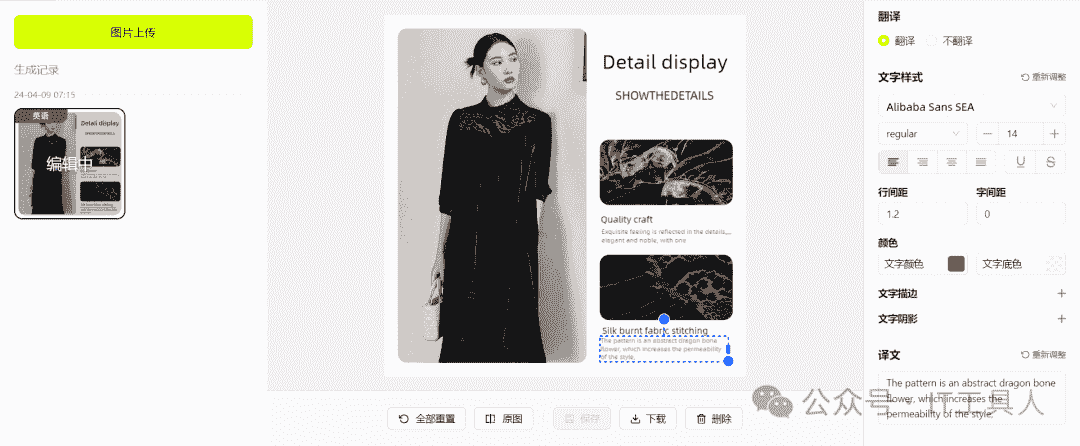 图片上传
生成记录
24-04-09 07:15
英语
Detail display
编辑中
Detail display
SHOWTHEDETAILS
Quality craft
Exquisite feeling is reflected in the details,
elegant and noble, with one
Silk burnt fabric stitching
The pattern is an abstract dragon bone
flower, which increases the permeability
of the style.
全部重置
原图
保存
下载
删除
翻译
翻译
不翻译
文字样式
重新调整
Alibaba Sans SEA
regular
14
行间距
字间距
1.2
0
颜色
文字颜色
文字底色
文字描边
文字阴影
译文
重新调整
The pattern is an abstract dragon bone
flower, which increases the
permeability of the style.
公众号 · IT工具人